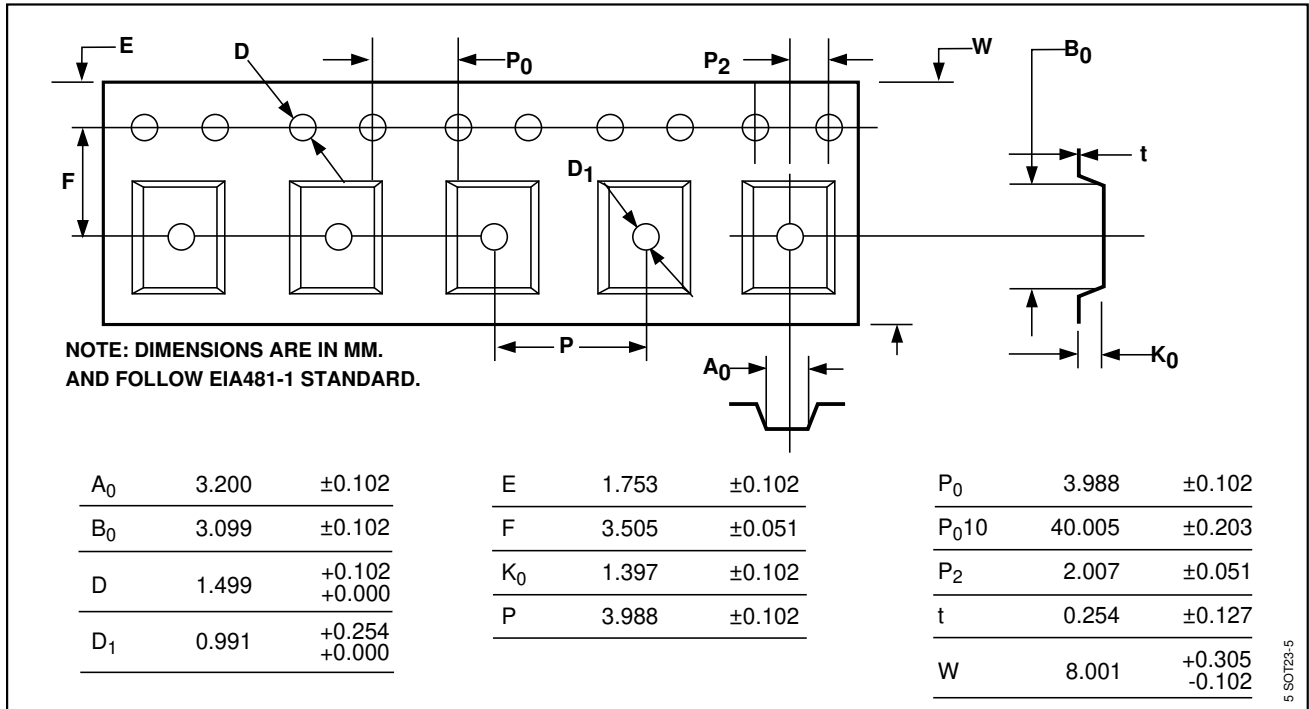 E
D
P0
P2
W
B0
F
D1
t
NOTE: DIMENSIONS ARE IN MM.
AND FOLLOW EIA481-1 STANDARD.
P
A0
K0
A0 3.200 ±0.102
B0 3.099 ±0.102
D 1.499 +0.102 +0.000
D1 0.991 +0.254 +0.000
E 1.753 ±0.102
F 3.505 ±0.051
K0 1.397 ±0.102
P 3.988 ±0.102
P0 3.988 ±0.102
P010 40.005 ±0.203
P2 2.007 ±0.051
t 0.254 ±0.127
W 8.001 +0.305 -0.102
5 SOT23-5